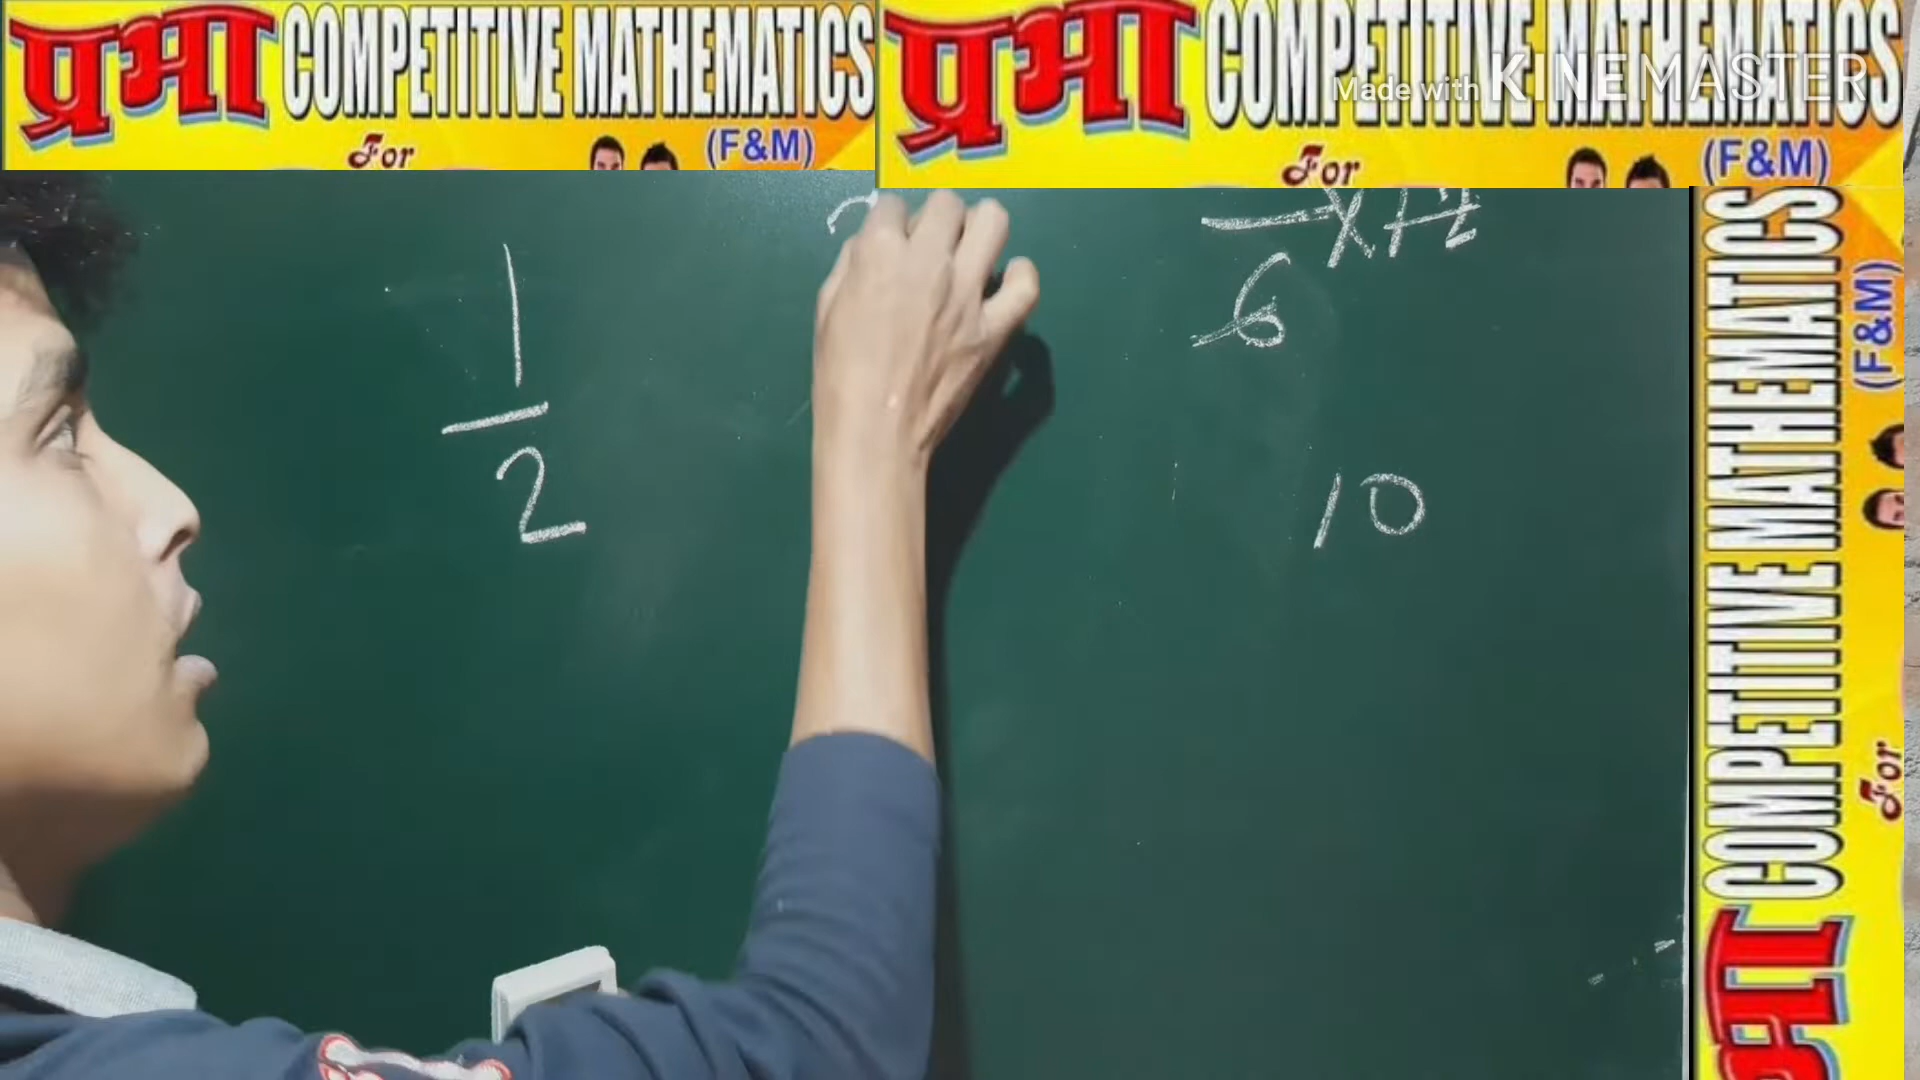 प्रभा COMPETITIVE MATHEMATICS
For
(F&M)
प्रभा COMPETITIVE MATHEMATICS
Made with KINEMASTER
For
(F&M)
1
2
6
10
COMPETITIVE MATHEMATICS
(F&M)
For